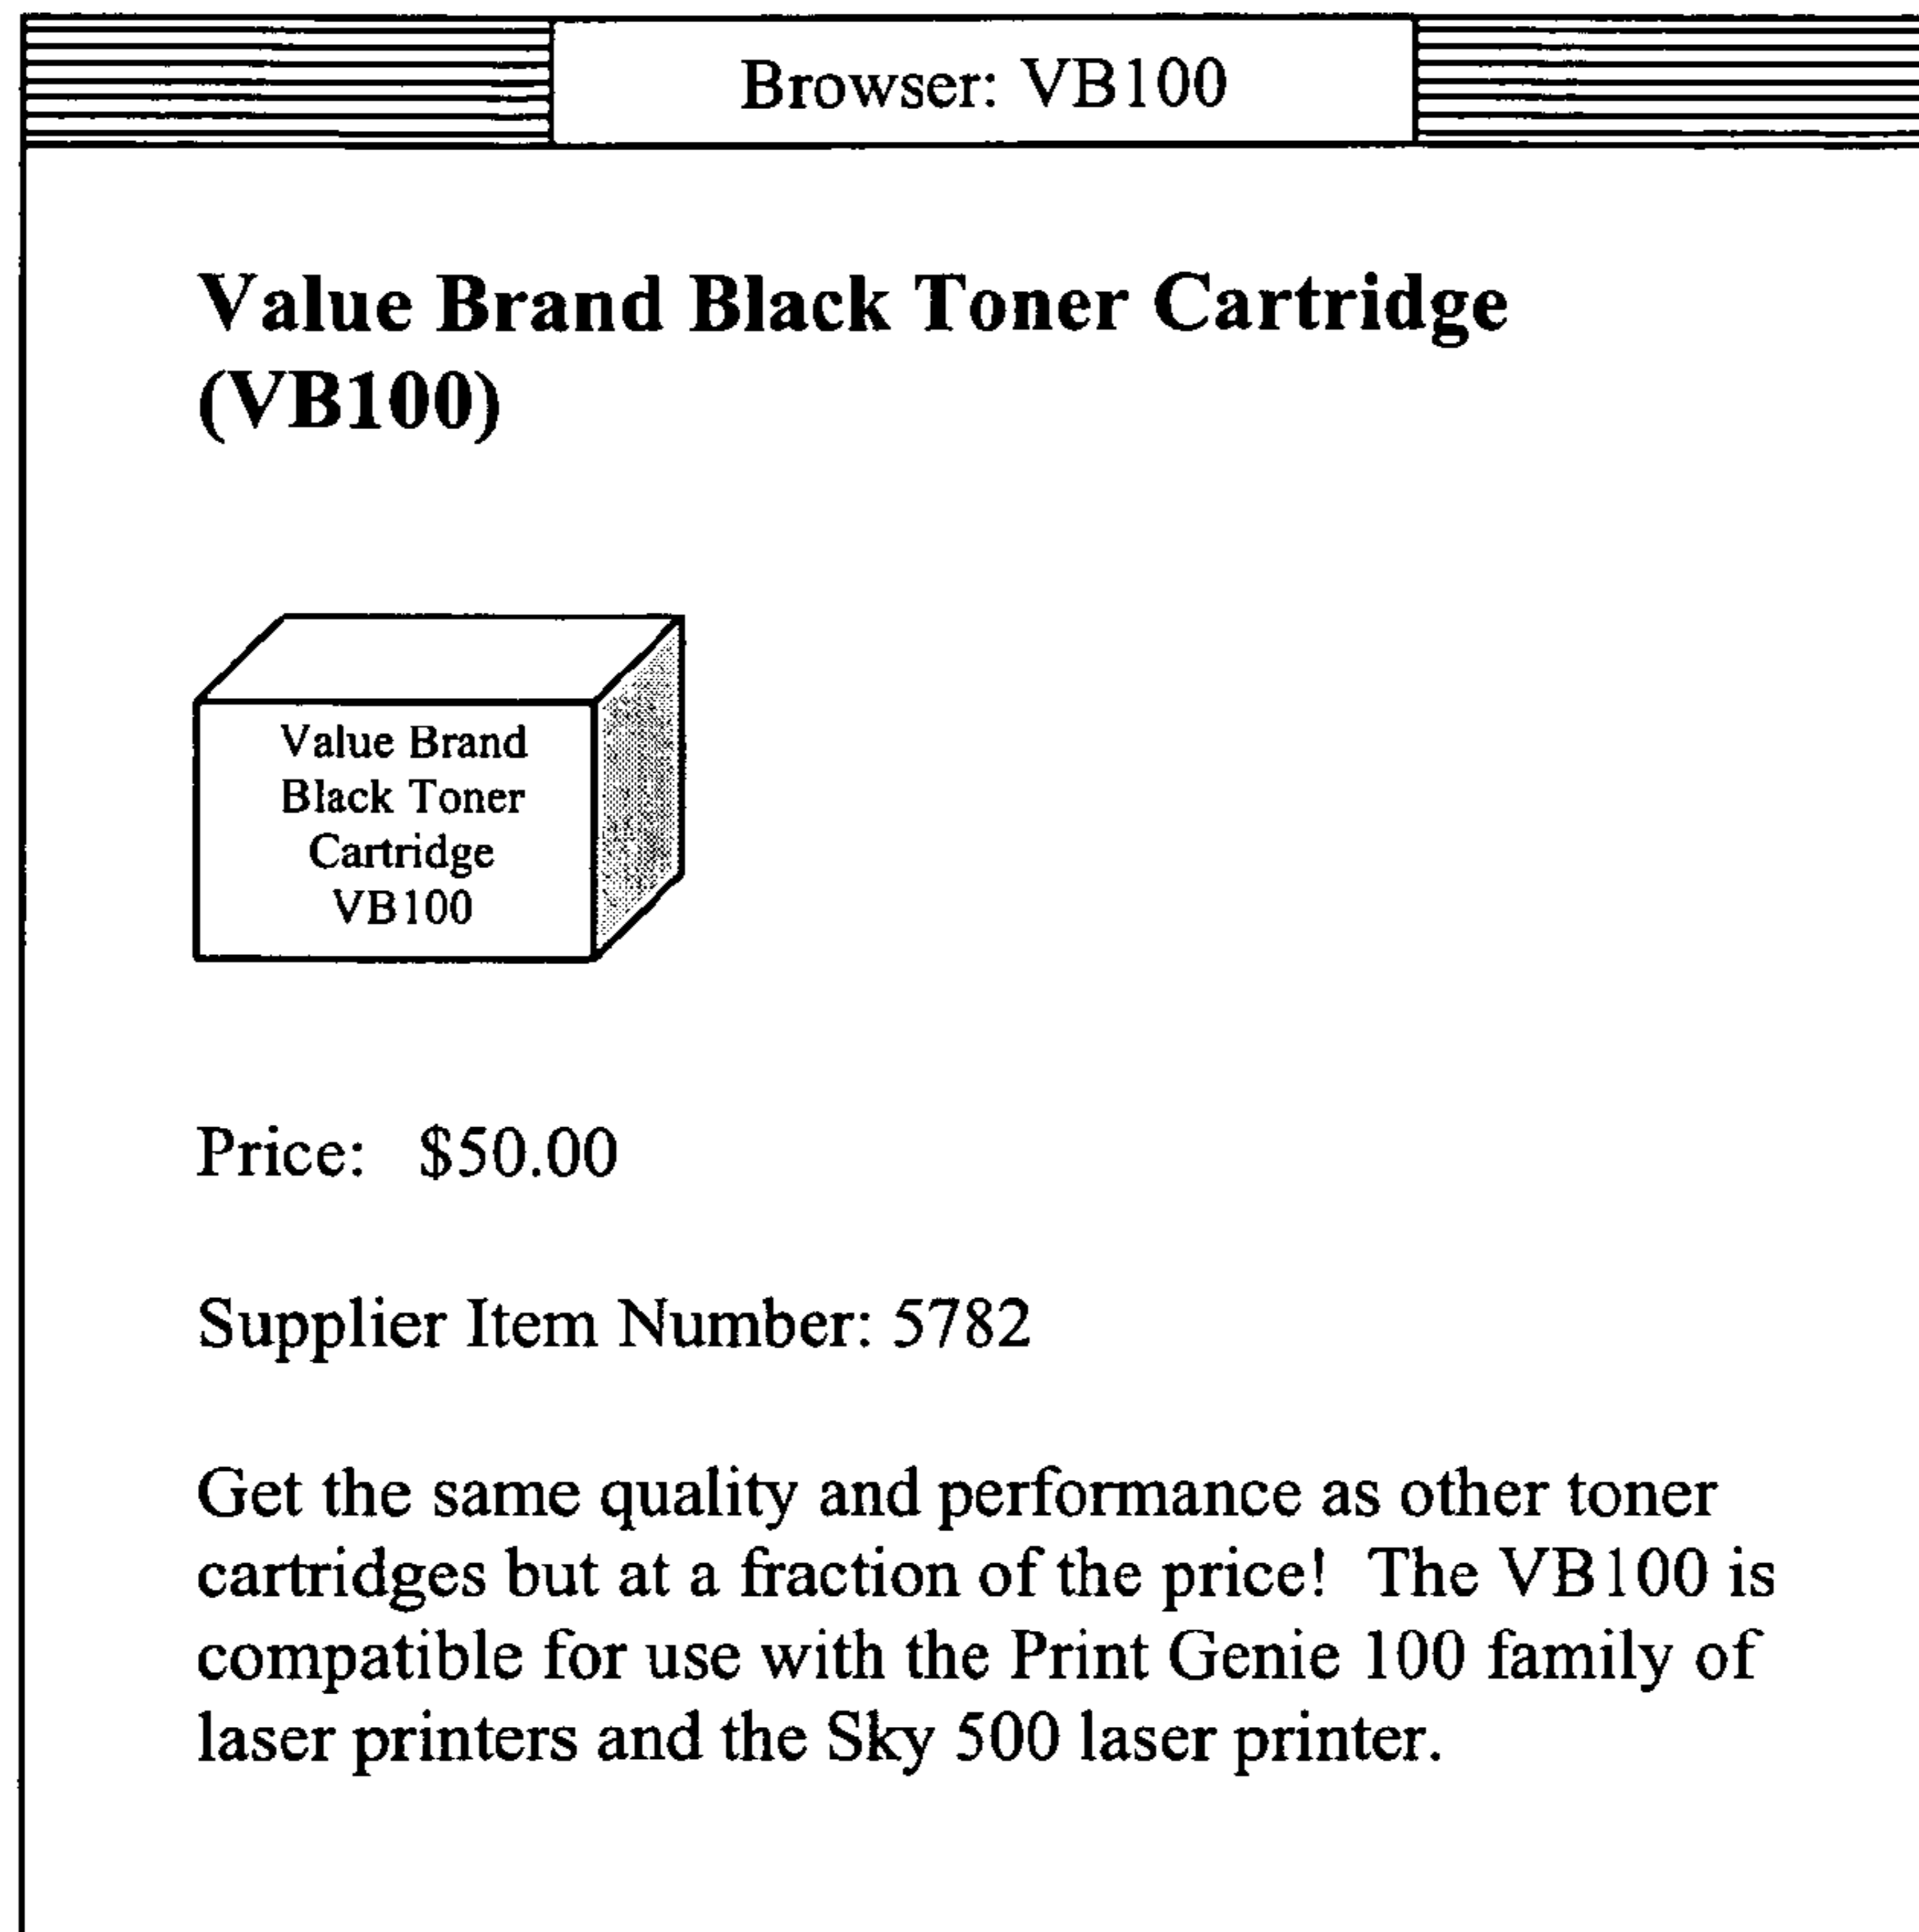 Browser: VB100
Value Brand Black Toner Cartridge
(VB100)
Value Brand
Black Toner
Cartridge
VB100
Price: $50.00
Supplier Item Number: 5782
Get the same quality and performance as other toner
cartridges but at a fraction of the price! The VB100 is
compatible for use with the Print Genie 100 family of
laser printers and the Sky 500 laser printer.